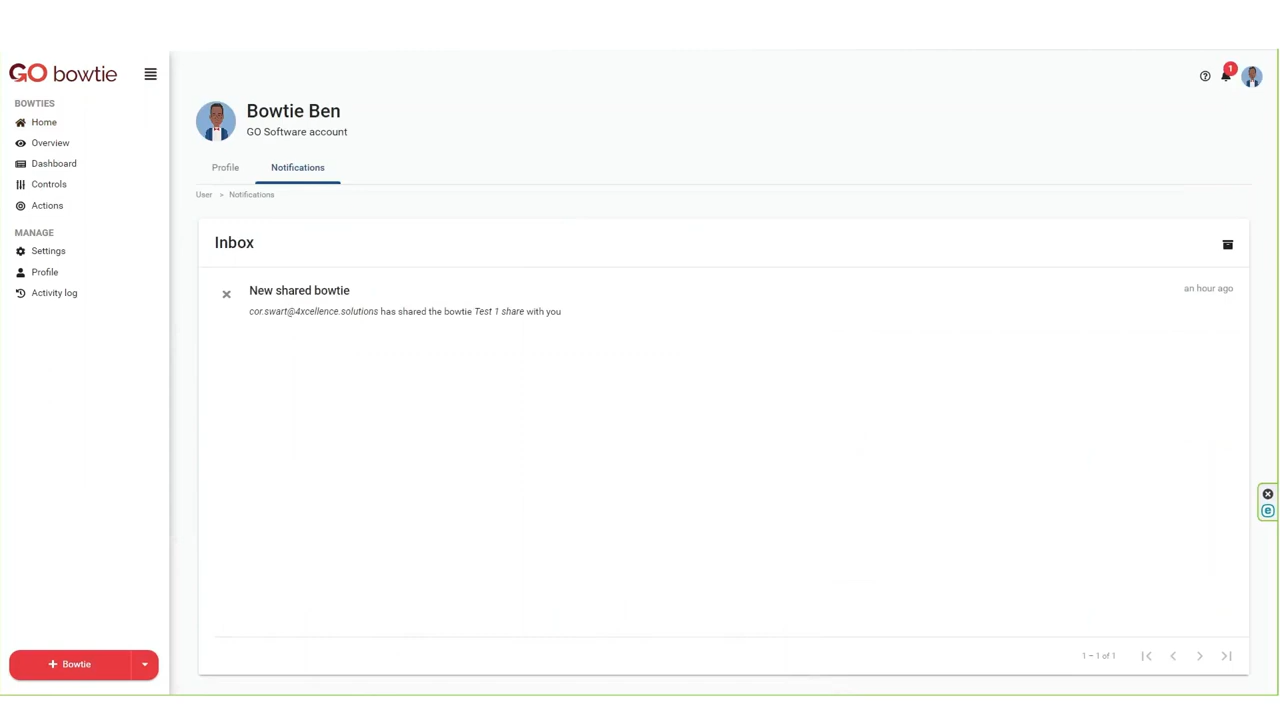 GO bowtie
BOWTIES
Home
Overview
Dashboard
Controls
Actions
MANAGE
Settings
Profile
Activity log
+ Bowtie
1
Bowtie Ben
GO Software account
Profile
Notifications
User > Notifications
Inbox
New shared bowtie
an hour ago
cor.swart@4xcellence.solutions has shared the bowtie Test 1 share with you
1 – 1 of 1